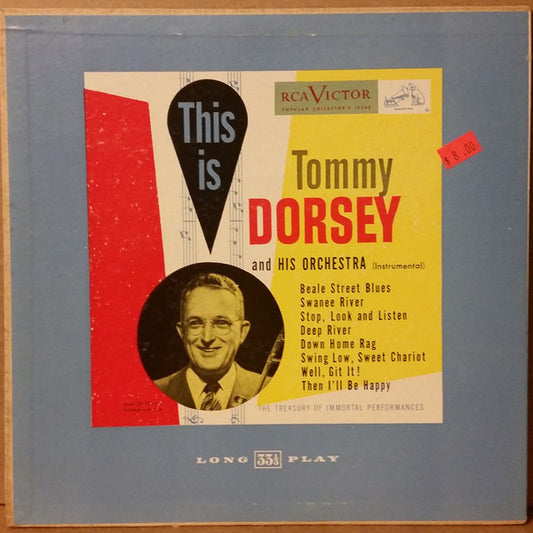 This
is
RCA VICTOR
POPULAR COLLECTOR'S ISSUE
$8.00
Tommy
DORSEY
and HIS ORCHESTRA (Instrumental)
Beale Street Blues
Swanee River
Stop, Look and Listen
Deep River
Down Home Rag
Swing Low, Sweet Chariot
Well, Git It!
Then I'll Be Happy
THE TREASURY OF IMMORTAL PERFORMANCES
LONG 33 1/3 PLAY